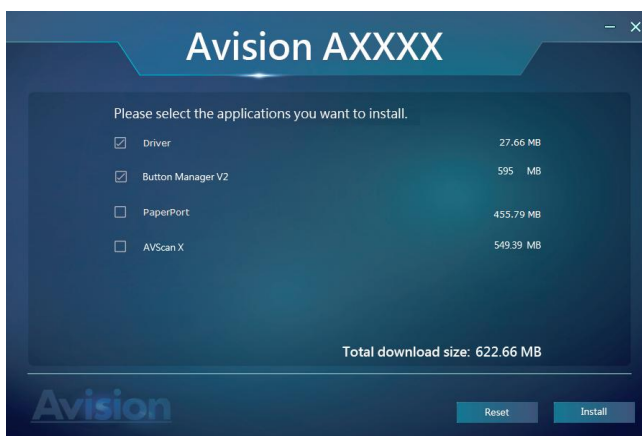 Avision AXXXX
Please select the applications you want to install.
Driver 27.66 MB
Button Manager V2 595 MB
PaperPort 455.79 MB
AVScan X 549.39 MB
Total download size: 622.66 MB
Avision
Reset Install